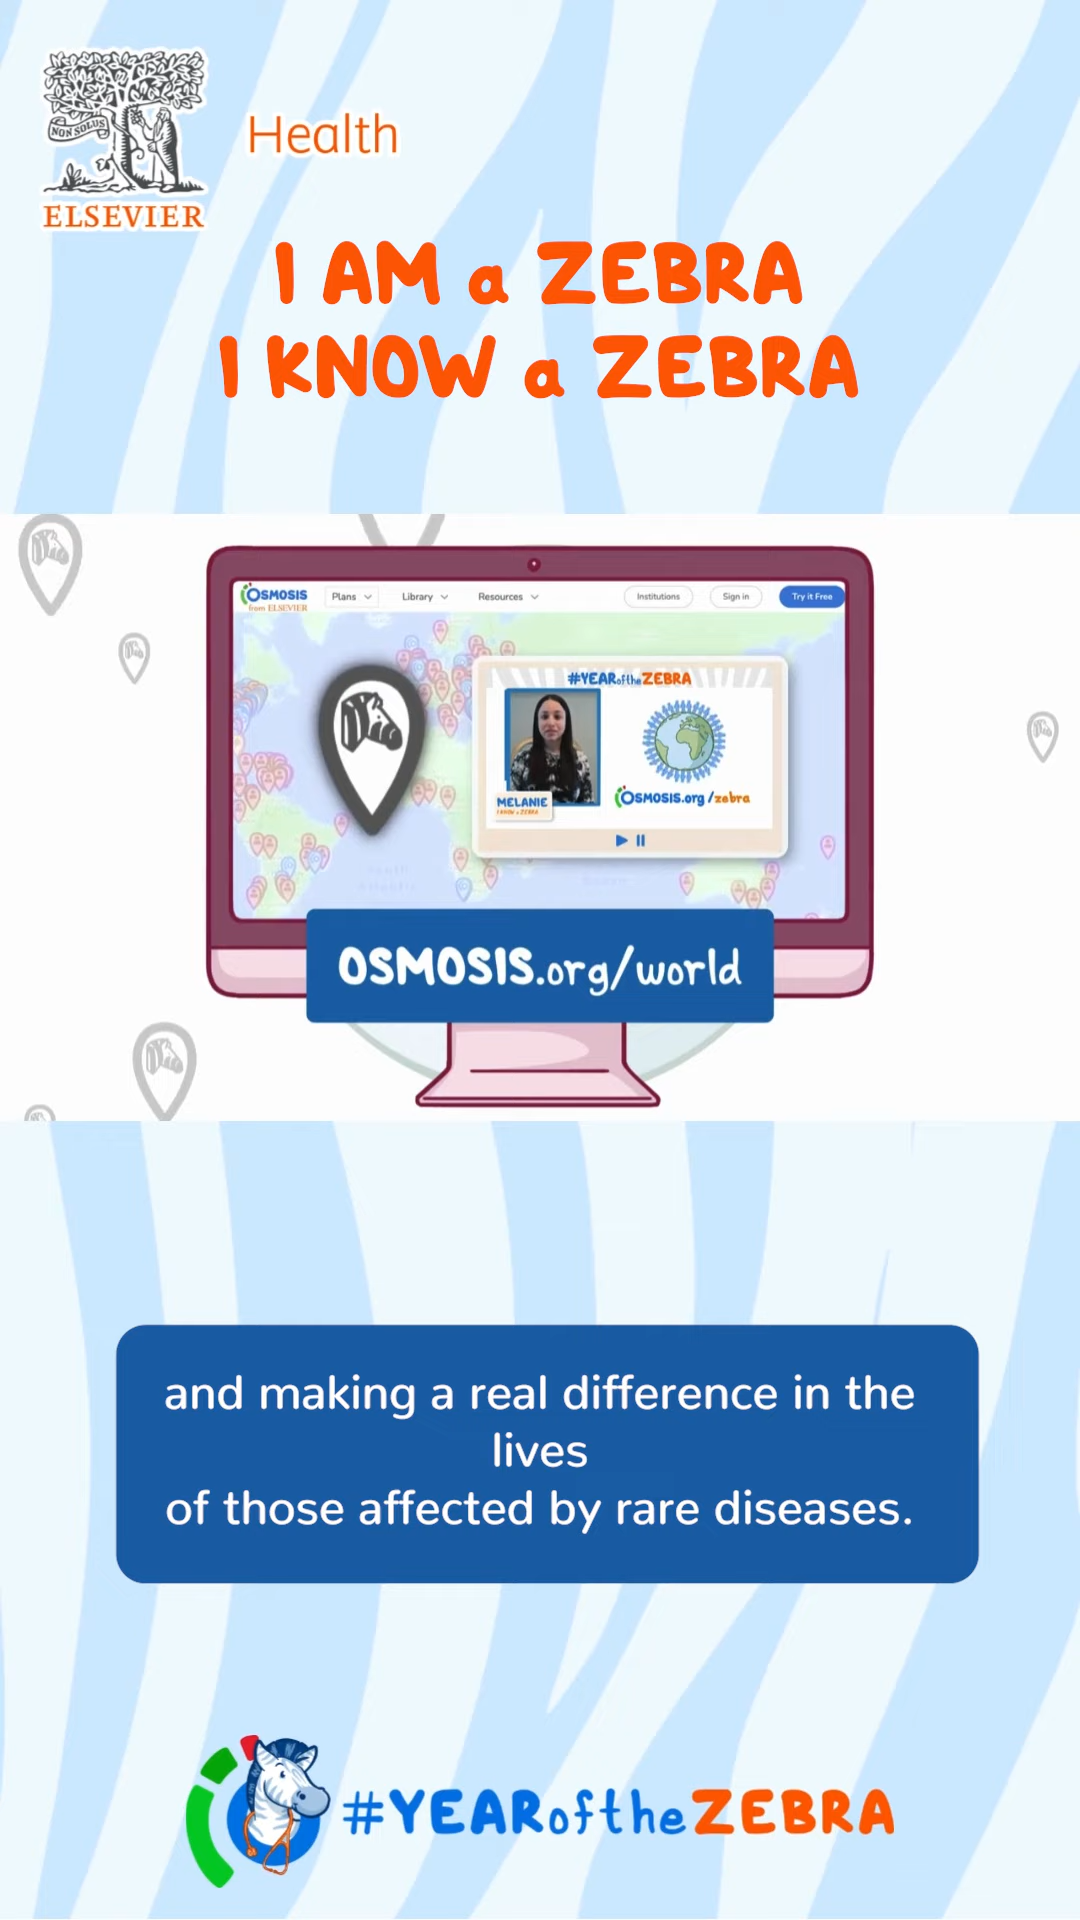 NON SOLUS
ELSEVIER
Health
I AM a ZEBRA
I KNOW a ZEBRA
OSMOSIS
from ELSEVIER
Plans
Library
Resources
Institutions
Sign in
Try it Free
#YEARoftheZEBRA
MELANIE
I KNOW a ZEBRA
OSMOSIS.org/zebra
OSMOSIS.org/world
and making a real difference in the
lives
of those affected by rare diseases.
#YEARoftheZEBRA